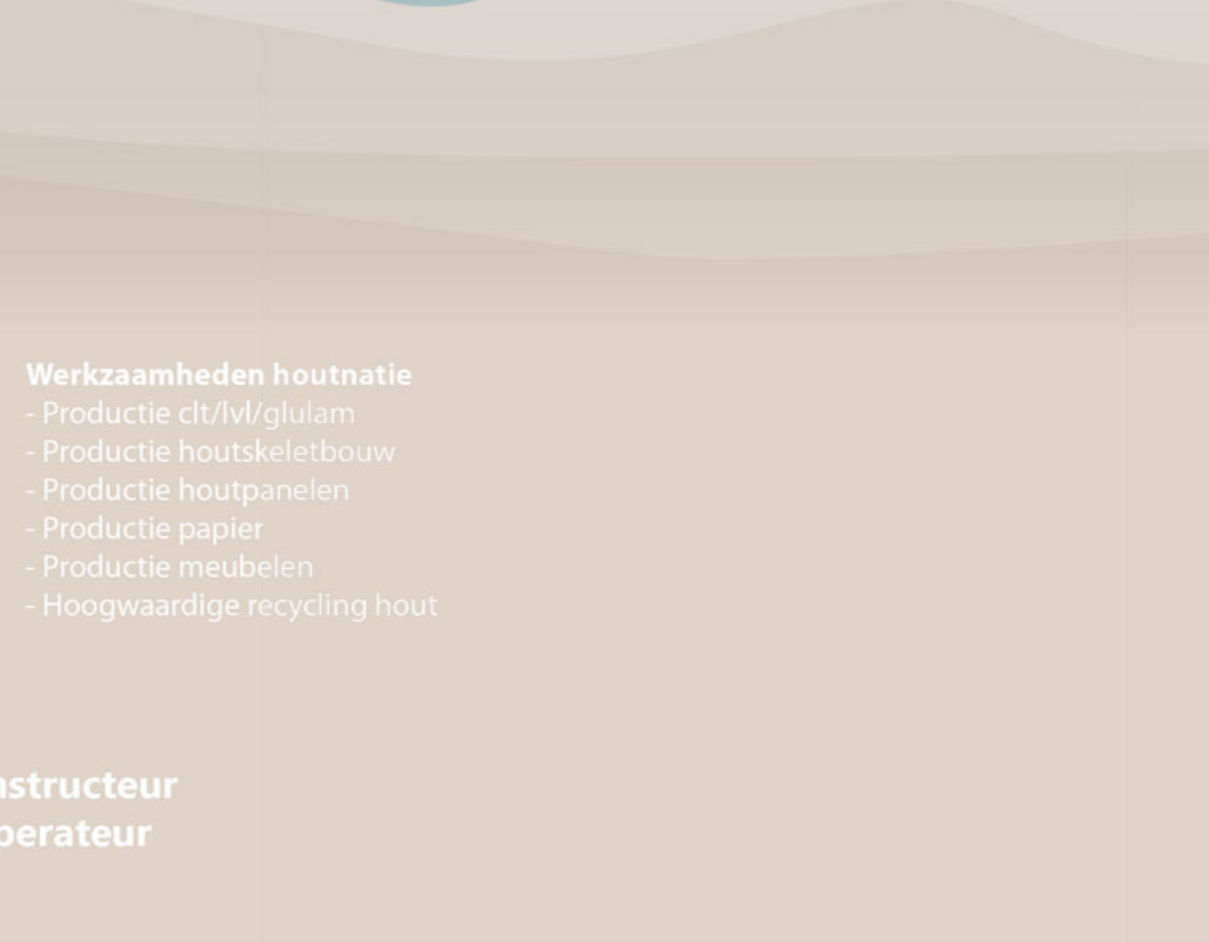 Werkzaamheden houtnatie
- Productie clt/lvl/glulam
- Productie houtskeletbouw
- Productie houtpanelen
- Productie papier
- Productie meubelen
- Hoogwaardige recycling hout
nstructeur
perateur